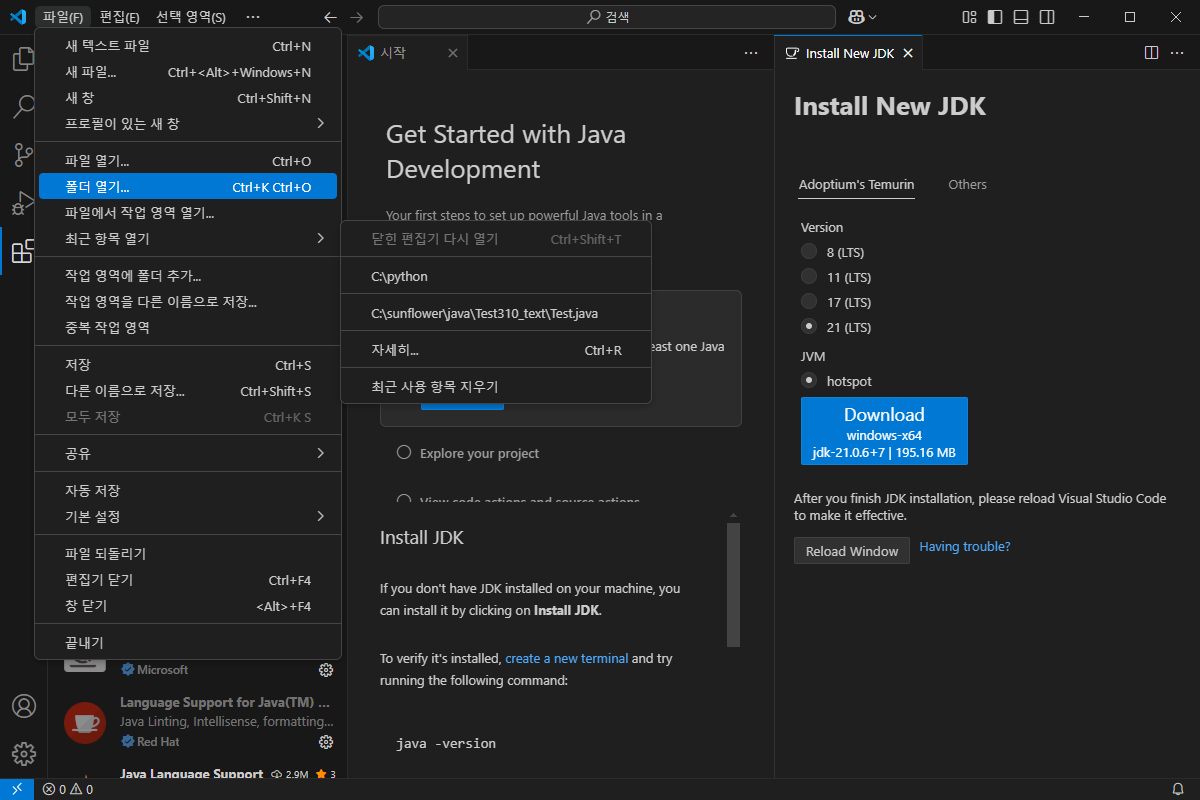 파일(F) 편집(E) 선택 영역(S) ···
검색
새 텍스트 파일 Ctrl+N
새 파일... Ctrl+<Alt>+Windows+N
새 창 Ctrl+Shift+N
프로필이 있는 새 창
파일 열기... Ctrl+O
폴더 열기... Ctrl+K Ctrl+O
파일에서 작업 영역 열기...
최근 항목 열기
작업 영역에 폴더 추가...
작업 영역을 다른 이름으로 저장...
중복 작업 영역
저장 Ctrl+S
다른 이름으로 저장... Ctrl+Shift+S
모두 저장 Ctrl+K S
공유
자동 저장
기본 설정
파일 되돌리기
편집기 닫기 Ctrl+F4
창 닫기 <Alt>+F4
끝내기
닫힌 편집기 다시 열기 Ctrl+Shift+T
C:\python
C:\sunflower\java\Test310_text\Test.java
자세히... Ctrl+R
최근 사용 항목 지우기
Microsoft
Language Support for Java(TM) ...
Java Linting, Intellisense, formatting...
Red Hat
Java Language Support 2.9M 3
시작
Get Started with Java
Development
Your first steps to set up powerful Java tools in a
least one Java
Explore your project
View code actions and source actions
Install JDK
If you don't have JDK installed on your machine, you
can install it by clicking on Install JDK.
To verify it's installed, create a new terminal and try
running the following command:
java -version
Install New JDK
Install New JDK
Adoptium's Temurin Others
Version
8 (LTS)
11 (LTS)
17 (LTS)
21 (LTS)
JVM
hotspot
Download
windows-x64
jdk-21.0.6+7 | 195.16 MB
After you finish JDK installation, please reload Visual Studio Code
to make it effective.
Reload Window Having trouble?
0 0